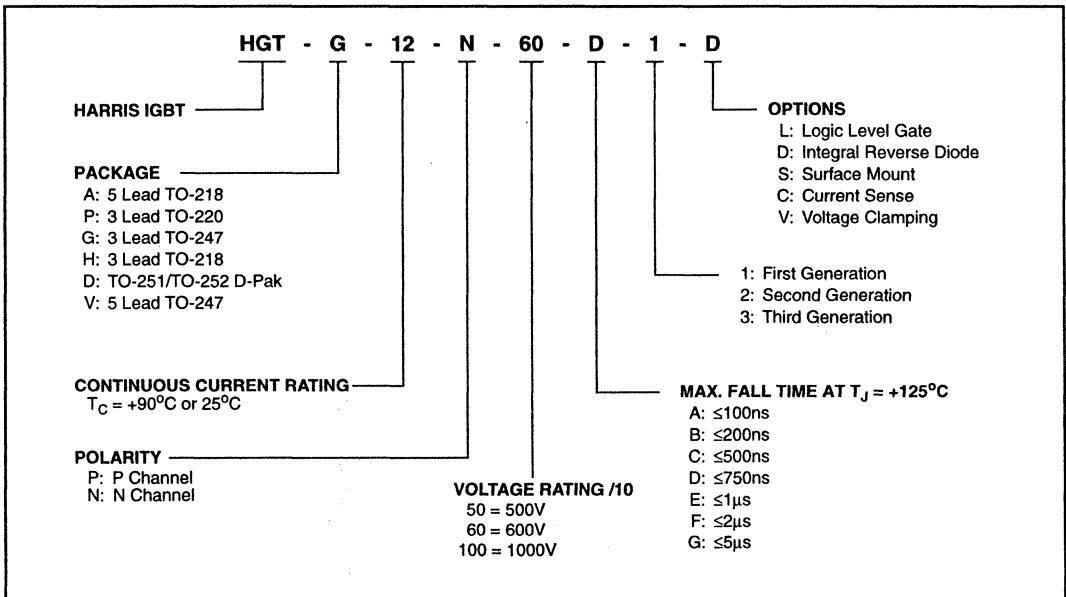 HGT - G - 12 - N - 60 - D - 1 - D
HARRIS IGBT
PACKAGE
A: 5 Lead TO-218
P: 3 Lead TO-220
G: 3 Lead TO-247
H: 3 Lead TO-218
D: TO-251/TO-252 D-Pak
V: 5 Lead TO-247
CONTINUOUS CURRENT RATING
T_C = +90°C or 25°C
POLARITY
P: P Channel
N: N Channel
VOLTAGE RATING /10
50 = 500V
60 = 600V
100 = 1000V
OPTIONS
L: Logic Level Gate
D: Integral Reverse Diode
S: Surface Mount
C: Current Sense
V: Voltage Clamping
1: First Generation
2: Second Generation
3: Third Generation
MAX. FALL TIME AT T_J = +125°C
A: ≤100ns
B: ≤200ns
C: ≤500ns
D: ≤750ns
E: ≤1µs
F: ≤2µs
G: ≤5µs